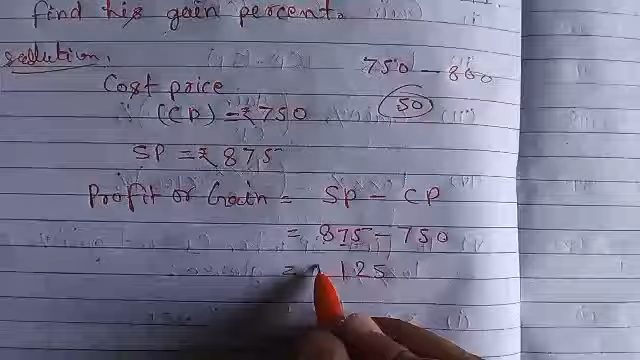 find his gain percent.
solution.
750 - 800
50
Cost price
(CP) = ₹750
SP = ₹875
Profit or Gain = SP - CP
= 875 - 750
= 125